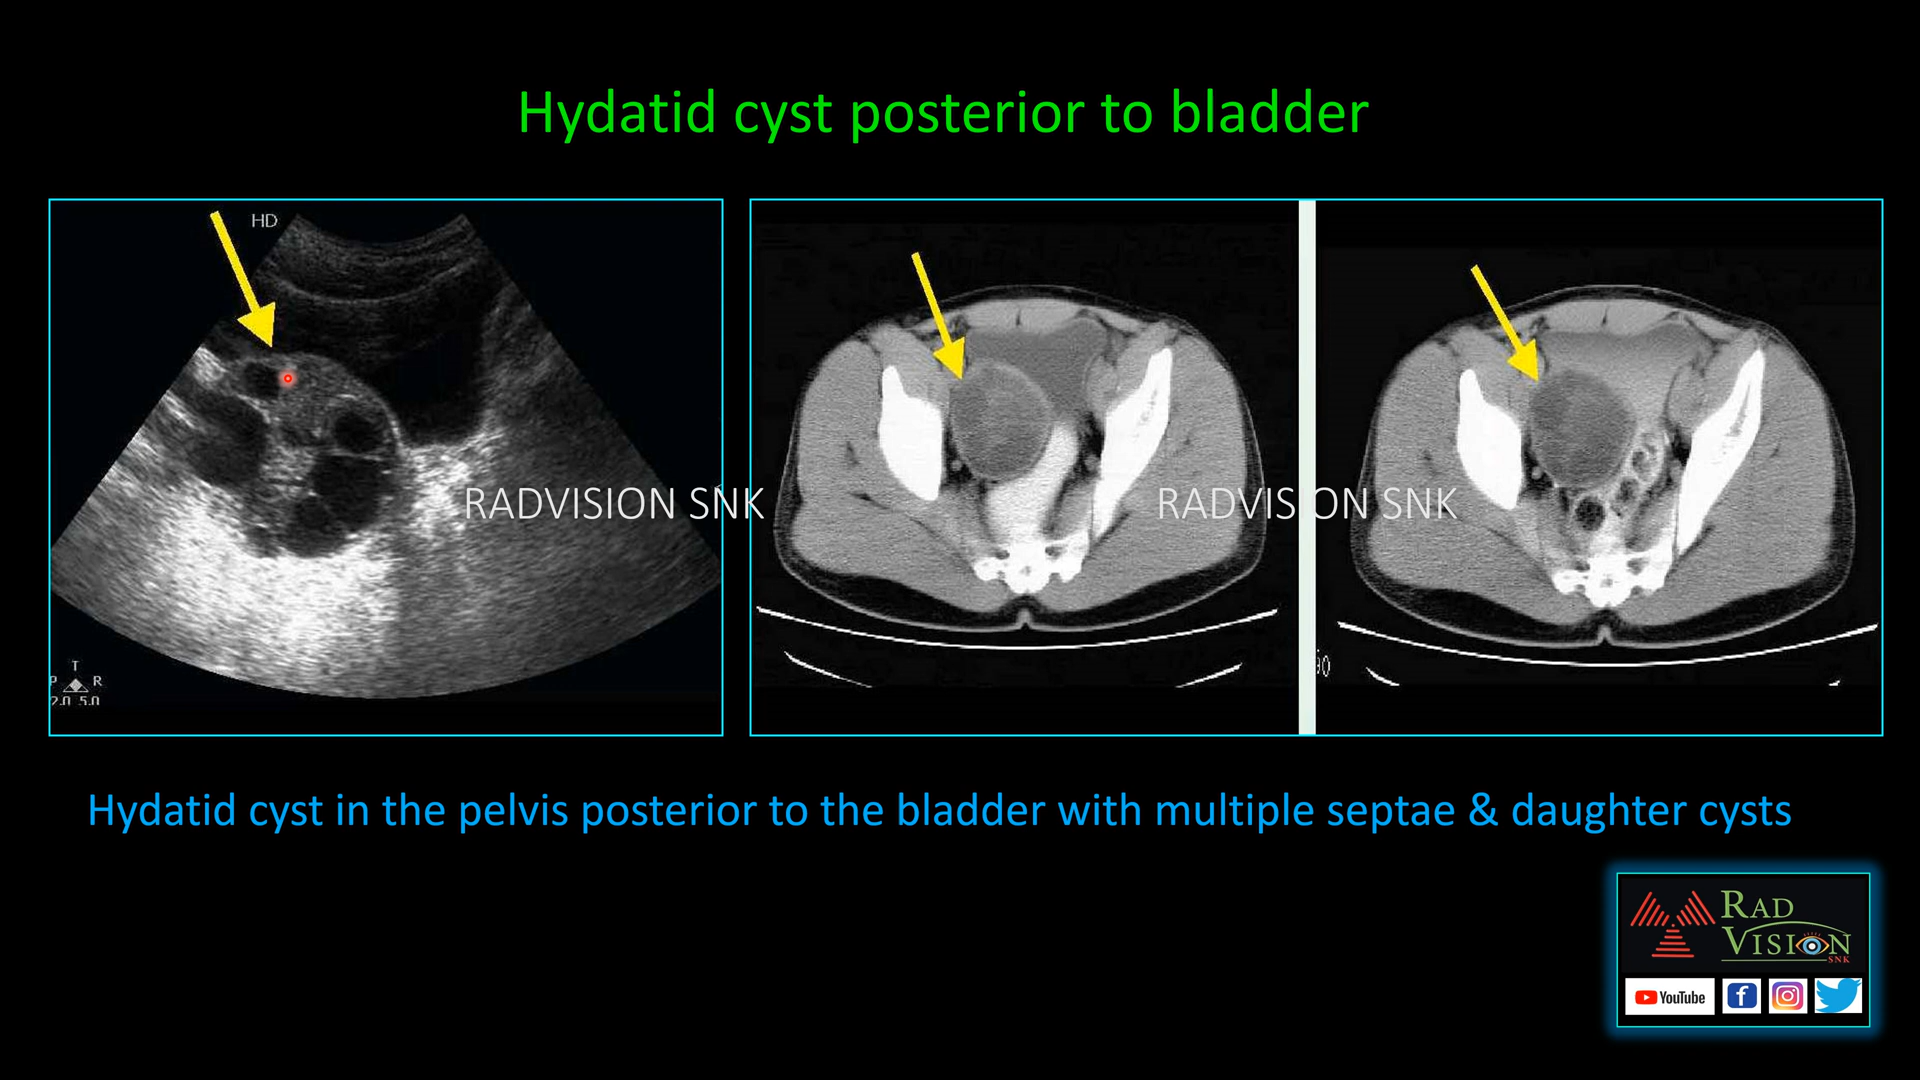 Hydatid cyst posterior to bladder
HD
RADVISION SNK
RADVISION SNK
T
P R
2.0 5.0
Hydatid cyst in the pelvis posterior to the bladder with multiple septae & daughter cysts
RAD
VISION
SNK
YouTube